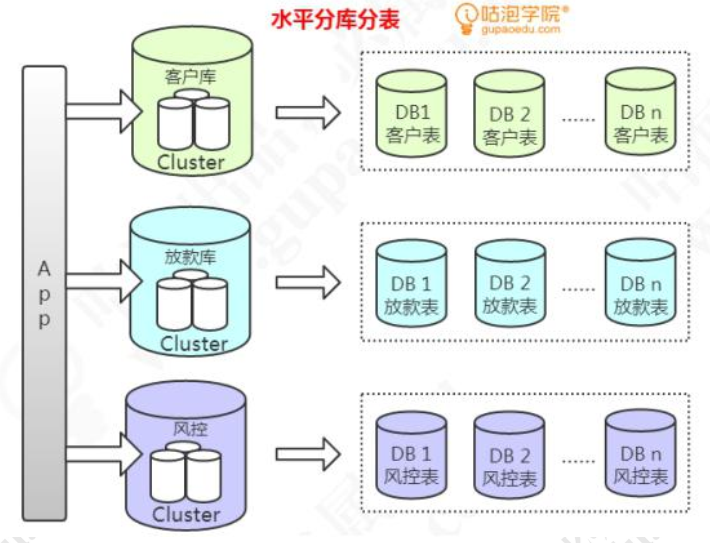 水平分库分表
咕泡学院®
gupaoedu.com
App
客户库
Cluster
DB1
客户表
DB 2
客户表
......
DB n
客户表
放款库
Cluster
DB 1
放款表
DB 2
放款表
......
DB n
放款表
风控
Cluster
DB 1
风控表
DB 2
风控表
......
DB n
风控表